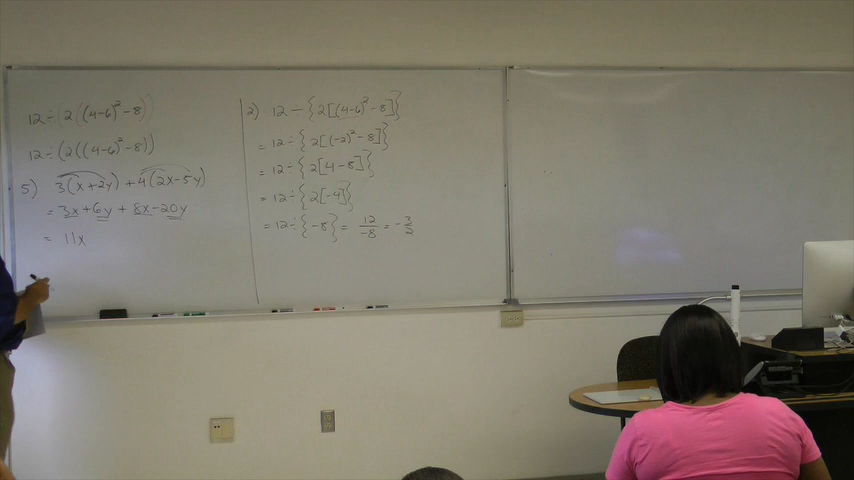 12÷(2((4-6)²-8))
12÷(2((4-6)²-8))
5) 3(x+2y)+4(2x-5y)
= 3x+6y + 8x-20y
= 11x
2) 12 – {2[(4-6)²-8]}
= 12÷{2[(-2)²-8]}
= 12÷{2[4-8]}
= 12÷{2[-4]}
= 12÷{-8} = 12/-8 = -3/2